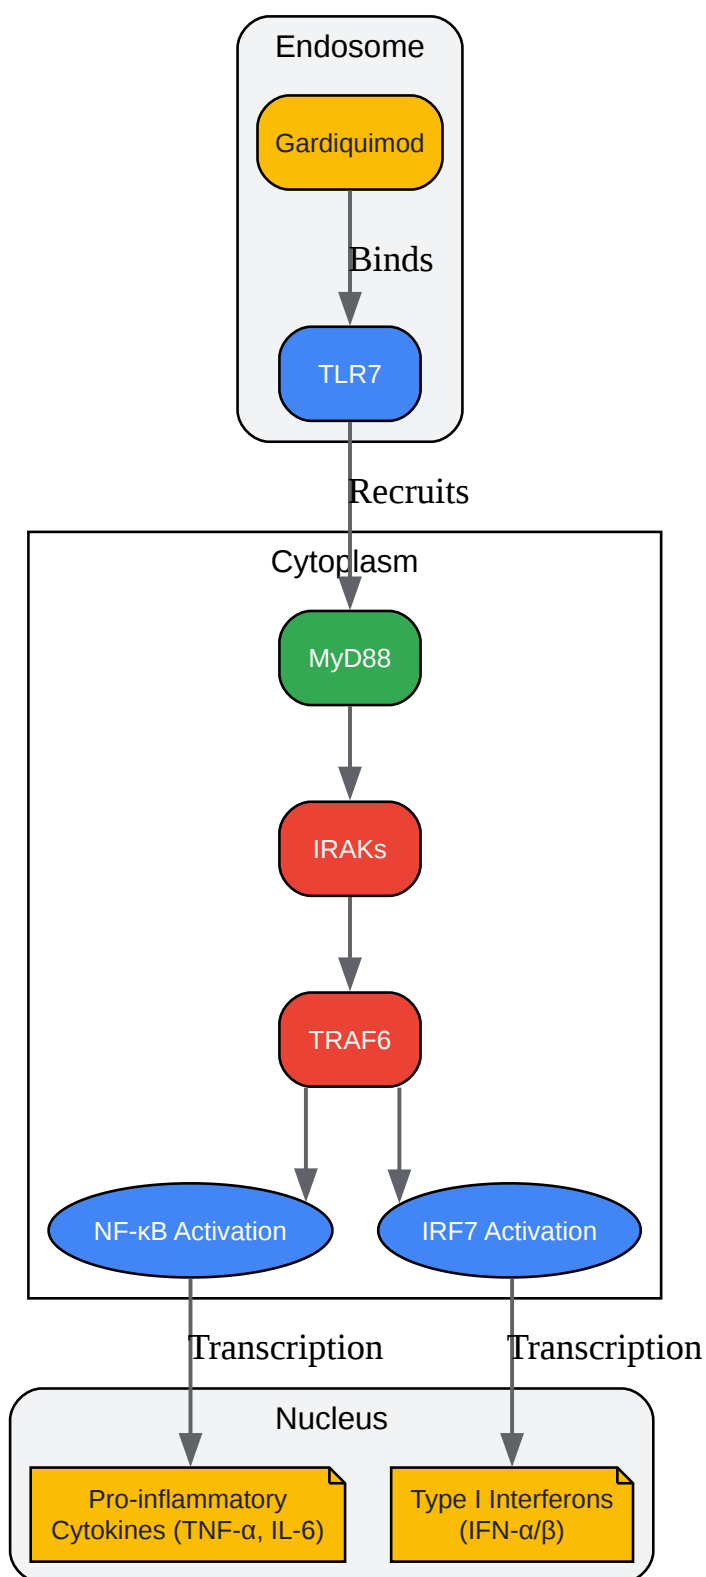 Endosome
Gardiquimod
Binds
TLR7
Recruits
Cytoplasm
MyD88
IRAKs
TRAF6
NF-κB Activation
IRF7 Activation
Transcription
Transcription
Nucleus
Pro-inflammatory
Cytokines (TNF-α, IL-6)
Type I Interferons
(IFN-α/β)